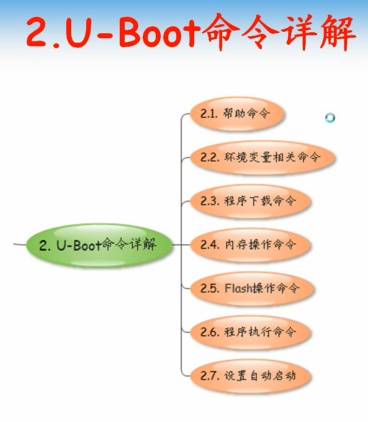 2.U-Boot命令详解
2.1. 帮助命令
2.2. 环境变量相关命令
2.3. 程序下载命令
2. U-Boot命令详解
2.4. 内存操作命令
2.5. Flash操作命令
2.6. 程序执行命令
2.7. 设置自动启动